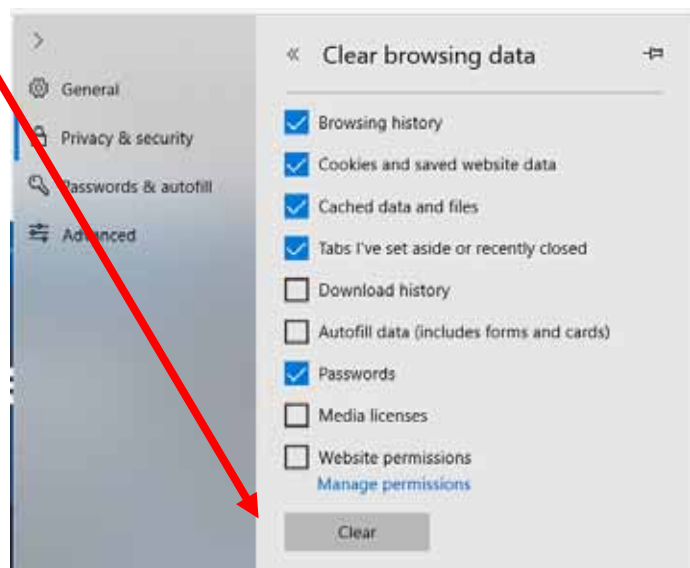 General
Privacy & security
Passwords & autofill
Advanced
Clear browsing data
Browsing history
Cookies and saved website data
Cached data and files
Tabs I've set aside or recently closed
Download history
Autofill data (includes forms and cards)
Passwords
Media licenses
Website permissions
Manage permissions
Clear